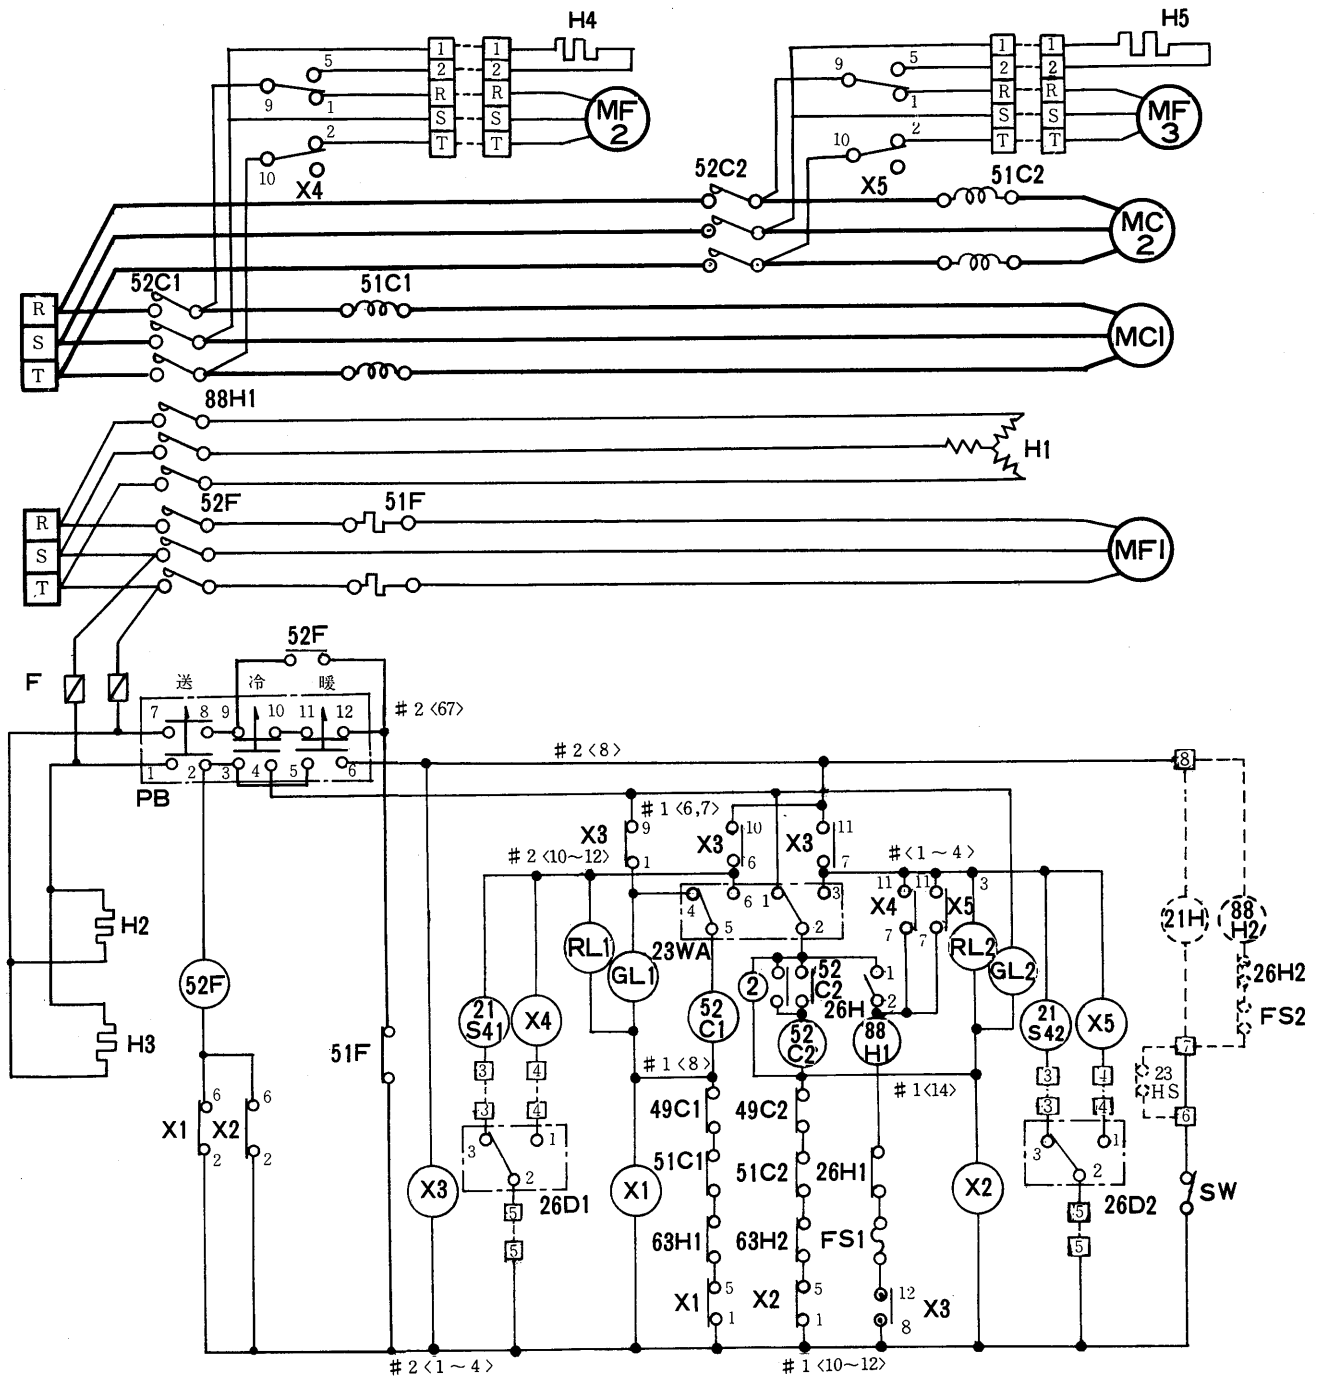 H4
H5
1 1
2 2
R R
S S
T T
5
9
1
2
10
X4
MF
2
1 1
2 2
R R
S S
T T
5
9
1
2
10
X5
MF
3
52C2
51C2
MC
2
52C1
51C1
R
S
T
MC1
88H1
H1
52F
51F
R
S
T
MF1
52F
F
送 冷 暖
7 8 9 10 11 12
1 2 3 4 5 6
PB
#2〈67〉
#2〈8〉
#1〈6,7〉
#2〈10~12〉
#〈1~4〉
X3 9 1
X3 10 6
X3 11 7
4 6 1 3
5 2
23WA
X4 11 7
X5 11 7
3
RL1
GL1
RL2
GL2
H2
H3
52F
51F
21
S41
X4
52
C1
2
52
C2
26H
1
2
52
C2
88
H1
21
S42
X5
8
21H
88
H2
26H2
FS2
7
23
HS
6
SW
#1〈8〉
#1〈14〉
3 4
3 4
3 1
2
26D1
5
5
3 4
3 4
3 1
2
26D2
5
5
X1 6 2
X2 6 2
X3
X1
X2
49C1
51C1
63H1
X1 5 1
49C2
51C2
63H2
X2 5 1
26H1
FS1
12
X3
8
#2〈1~4〉
#1〈10~12〉